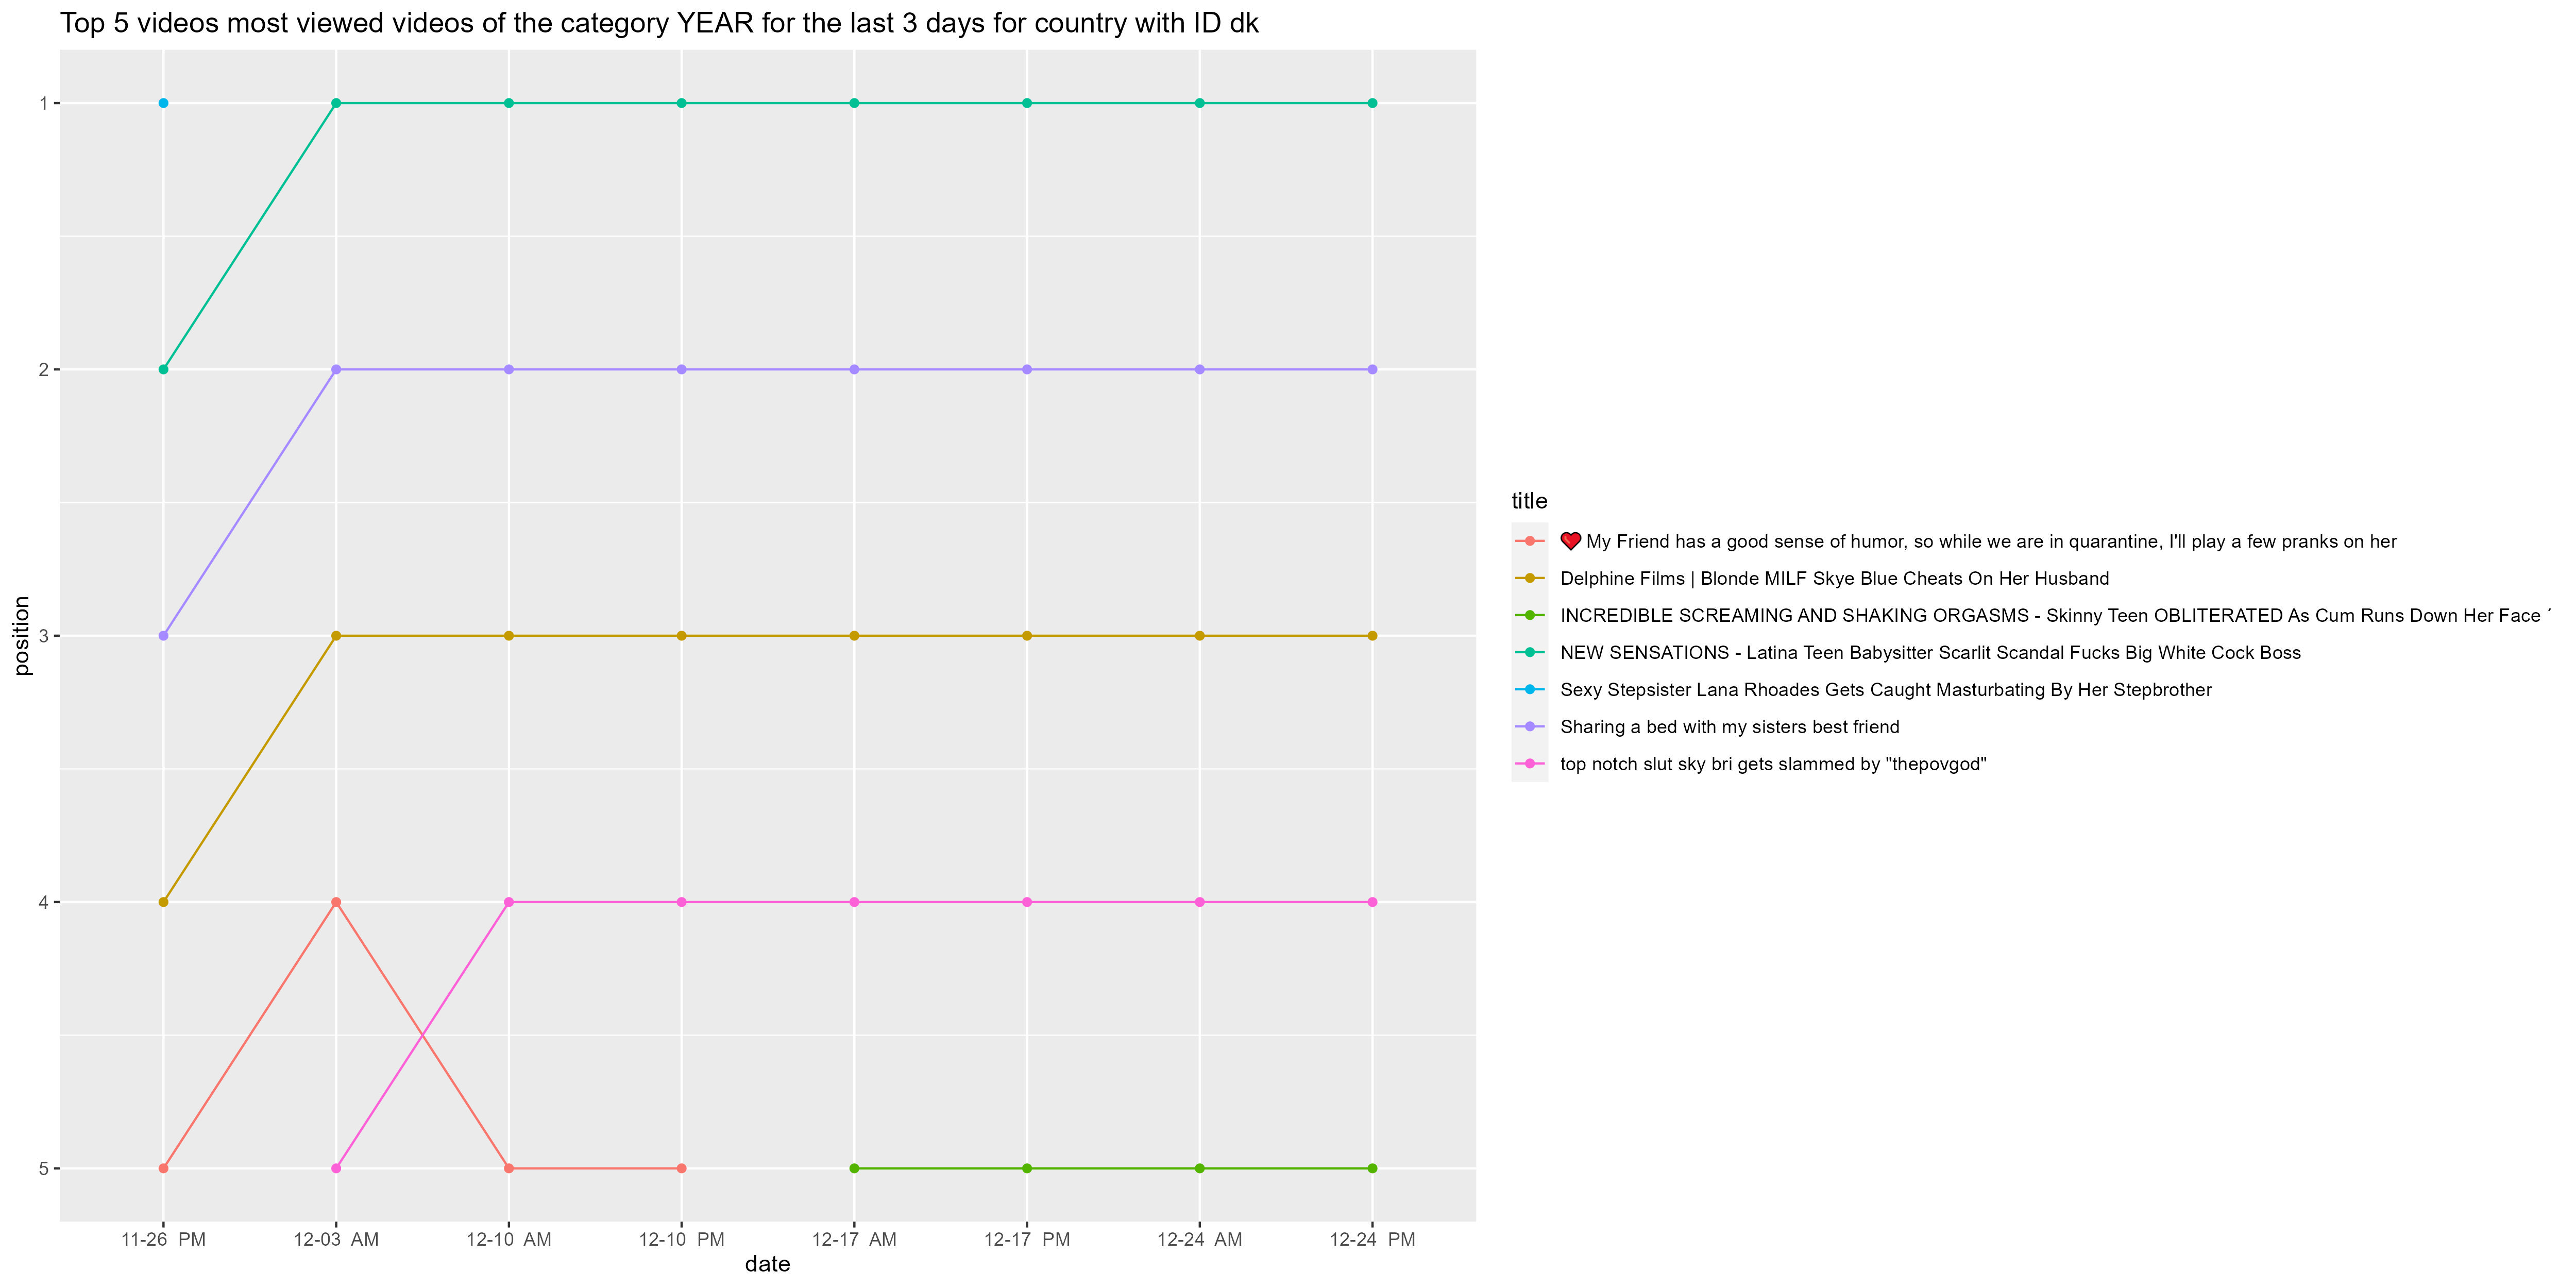 Top 5 videos most viewed videos of the category YEAR for the last 3 days for country with ID dk
1
2
3
4
5
position
11-26 PM
12-03 AM
12-10 AM
12-10 PM
12-17 AM
12-17 PM
12-24 AM
12-24 PM
date
title
❤️ My Friend has a good sense of humor, so while we are in quarantine, I'll play a few pranks on her
Delphine Films | Blonde MILF Skye Blue Cheats On Her Husband
INCREDIBLE SCREAMING AND SHAKING ORGASMS - Skinny Teen OBLITERATED As Cum Runs Down Her Face
NEW SENSATIONS - Latina Teen Babysitter Scarlit Scandal Fucks Big White Cock Boss
Sexy Stepsister Lana Rhoades Gets Caught Masturbating By Her Stepbrother
Sharing a bed with my sisters best friend
top notch slut sky bri gets slammed by "thepovgod"